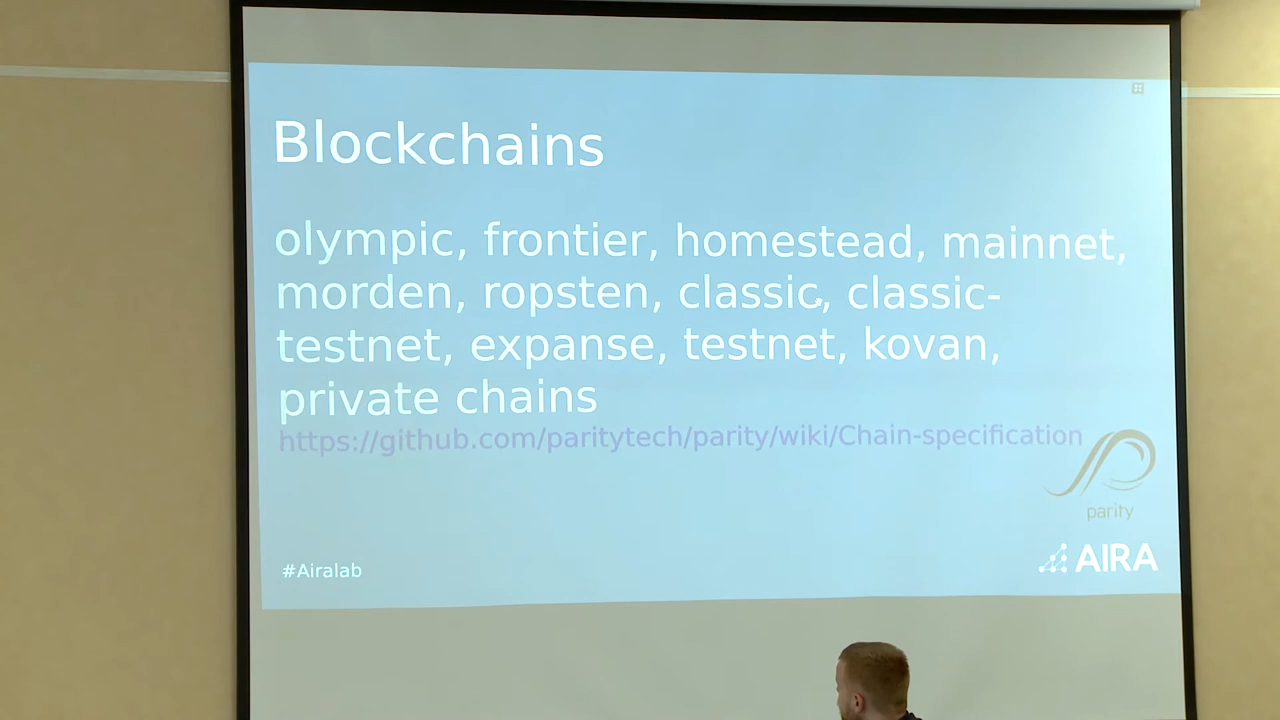 Blockchains
olympic, frontier, homestead, mainnet,
morden, ropsten, classic, classic-
testnet, expanse, testnet, kovan,
private chains
https://github.com/paritytech/parity/wiki/Chain-specification
parity
#Airalab
AIRA